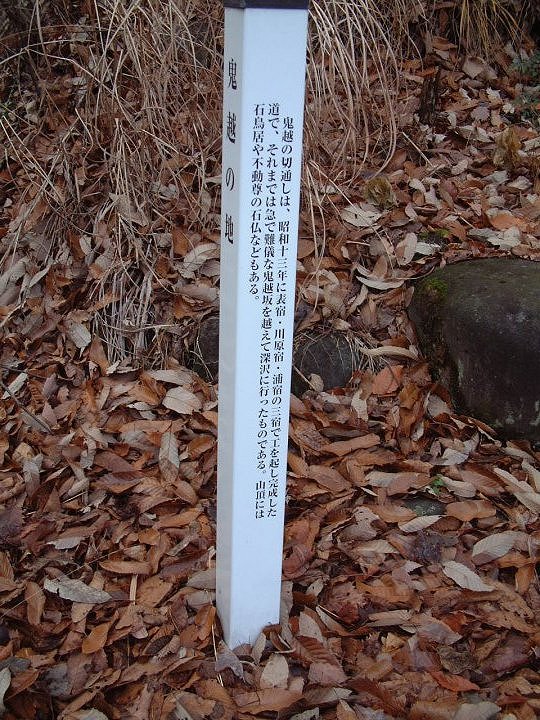 鬼越の地
鬼越の切通しは、昭和十三年に表宿・川原宿・浦宿の三宿で工を起し完成した
道で、それまでは急で難儀な鬼越坂を越えて深沢に行ったものである。山頂には
石鳥居や不動尊の石仏などもある。